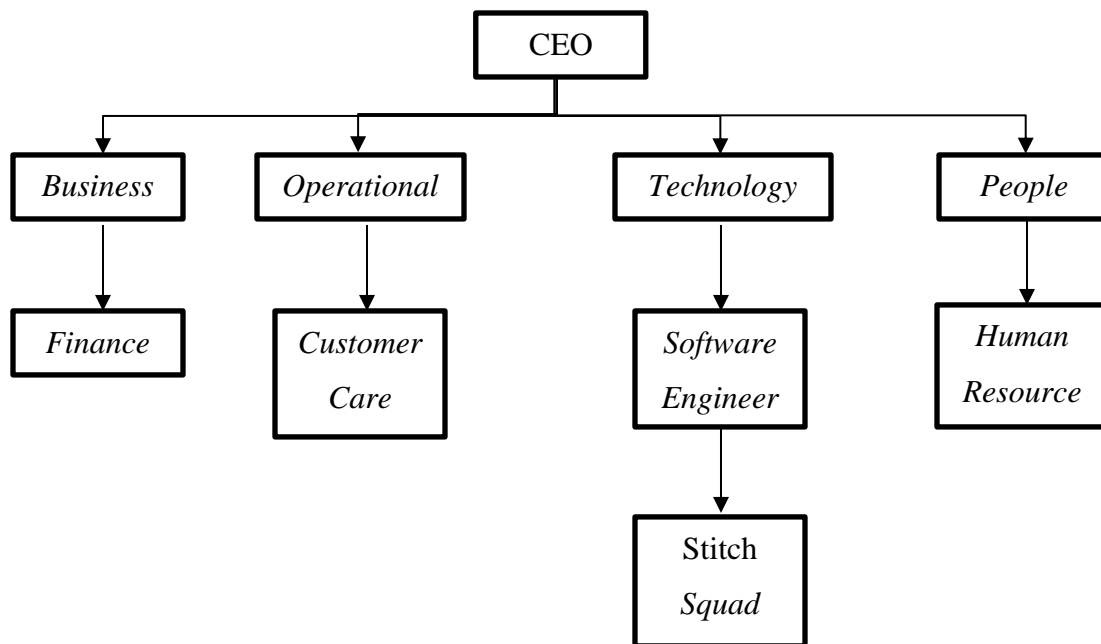 CEO
Business
Operational
Technology
People
Finance
Customer
Care
Software
Engineer
Human
Resource
Stitch
Squad